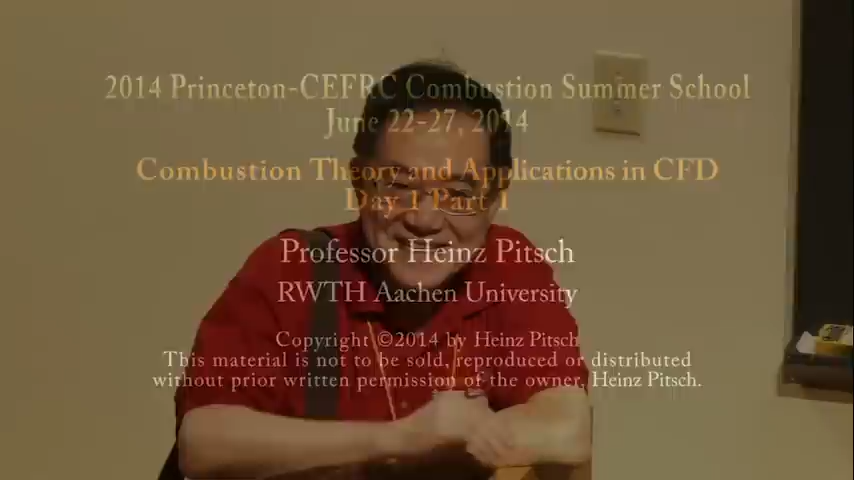 2014 Princeton-CEFRC Combustion Summer School
June 22-27, 2014
Combustion Theory and Applications in CFD
Day 1 Part 1
Professor Heinz Pitsch
RWTH Aachen University
Copyright ©2014 by Heinz Pitsch
This material is not to be sold, reproduced or distributed
without prior written permission of the owner, Heinz Pitsch.